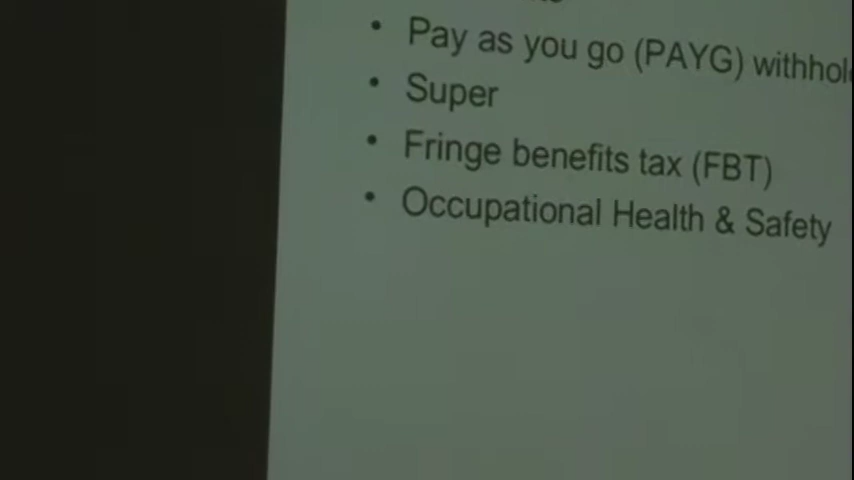 • Pay as you go (PAYG) withhol
• Super
• Fringe benefits tax (FBT)
• Occupational Health & Safety